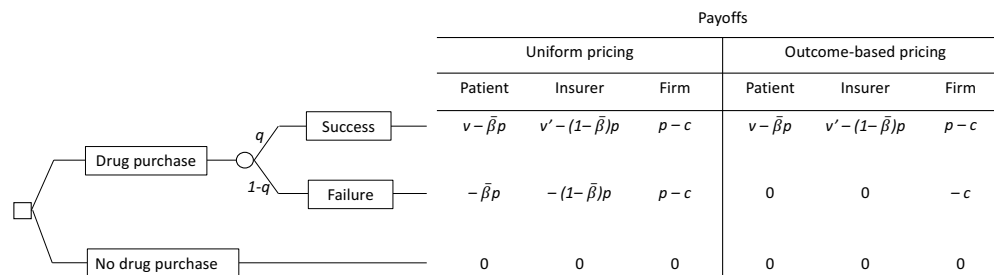 Payoffs
Uniform pricing Outcome-based pricing
Patient Insurer Firm Patient Insurer Firm
q Success v – β̄p v' – (1– β̄)p p – c v – β̄p v' – (1– β̄)p p – c
Drug purchase
1-q Failure – β̄p – (1– β̄)p p – c 0 0 – c
No drug purchase 0 0 0 0 0 0